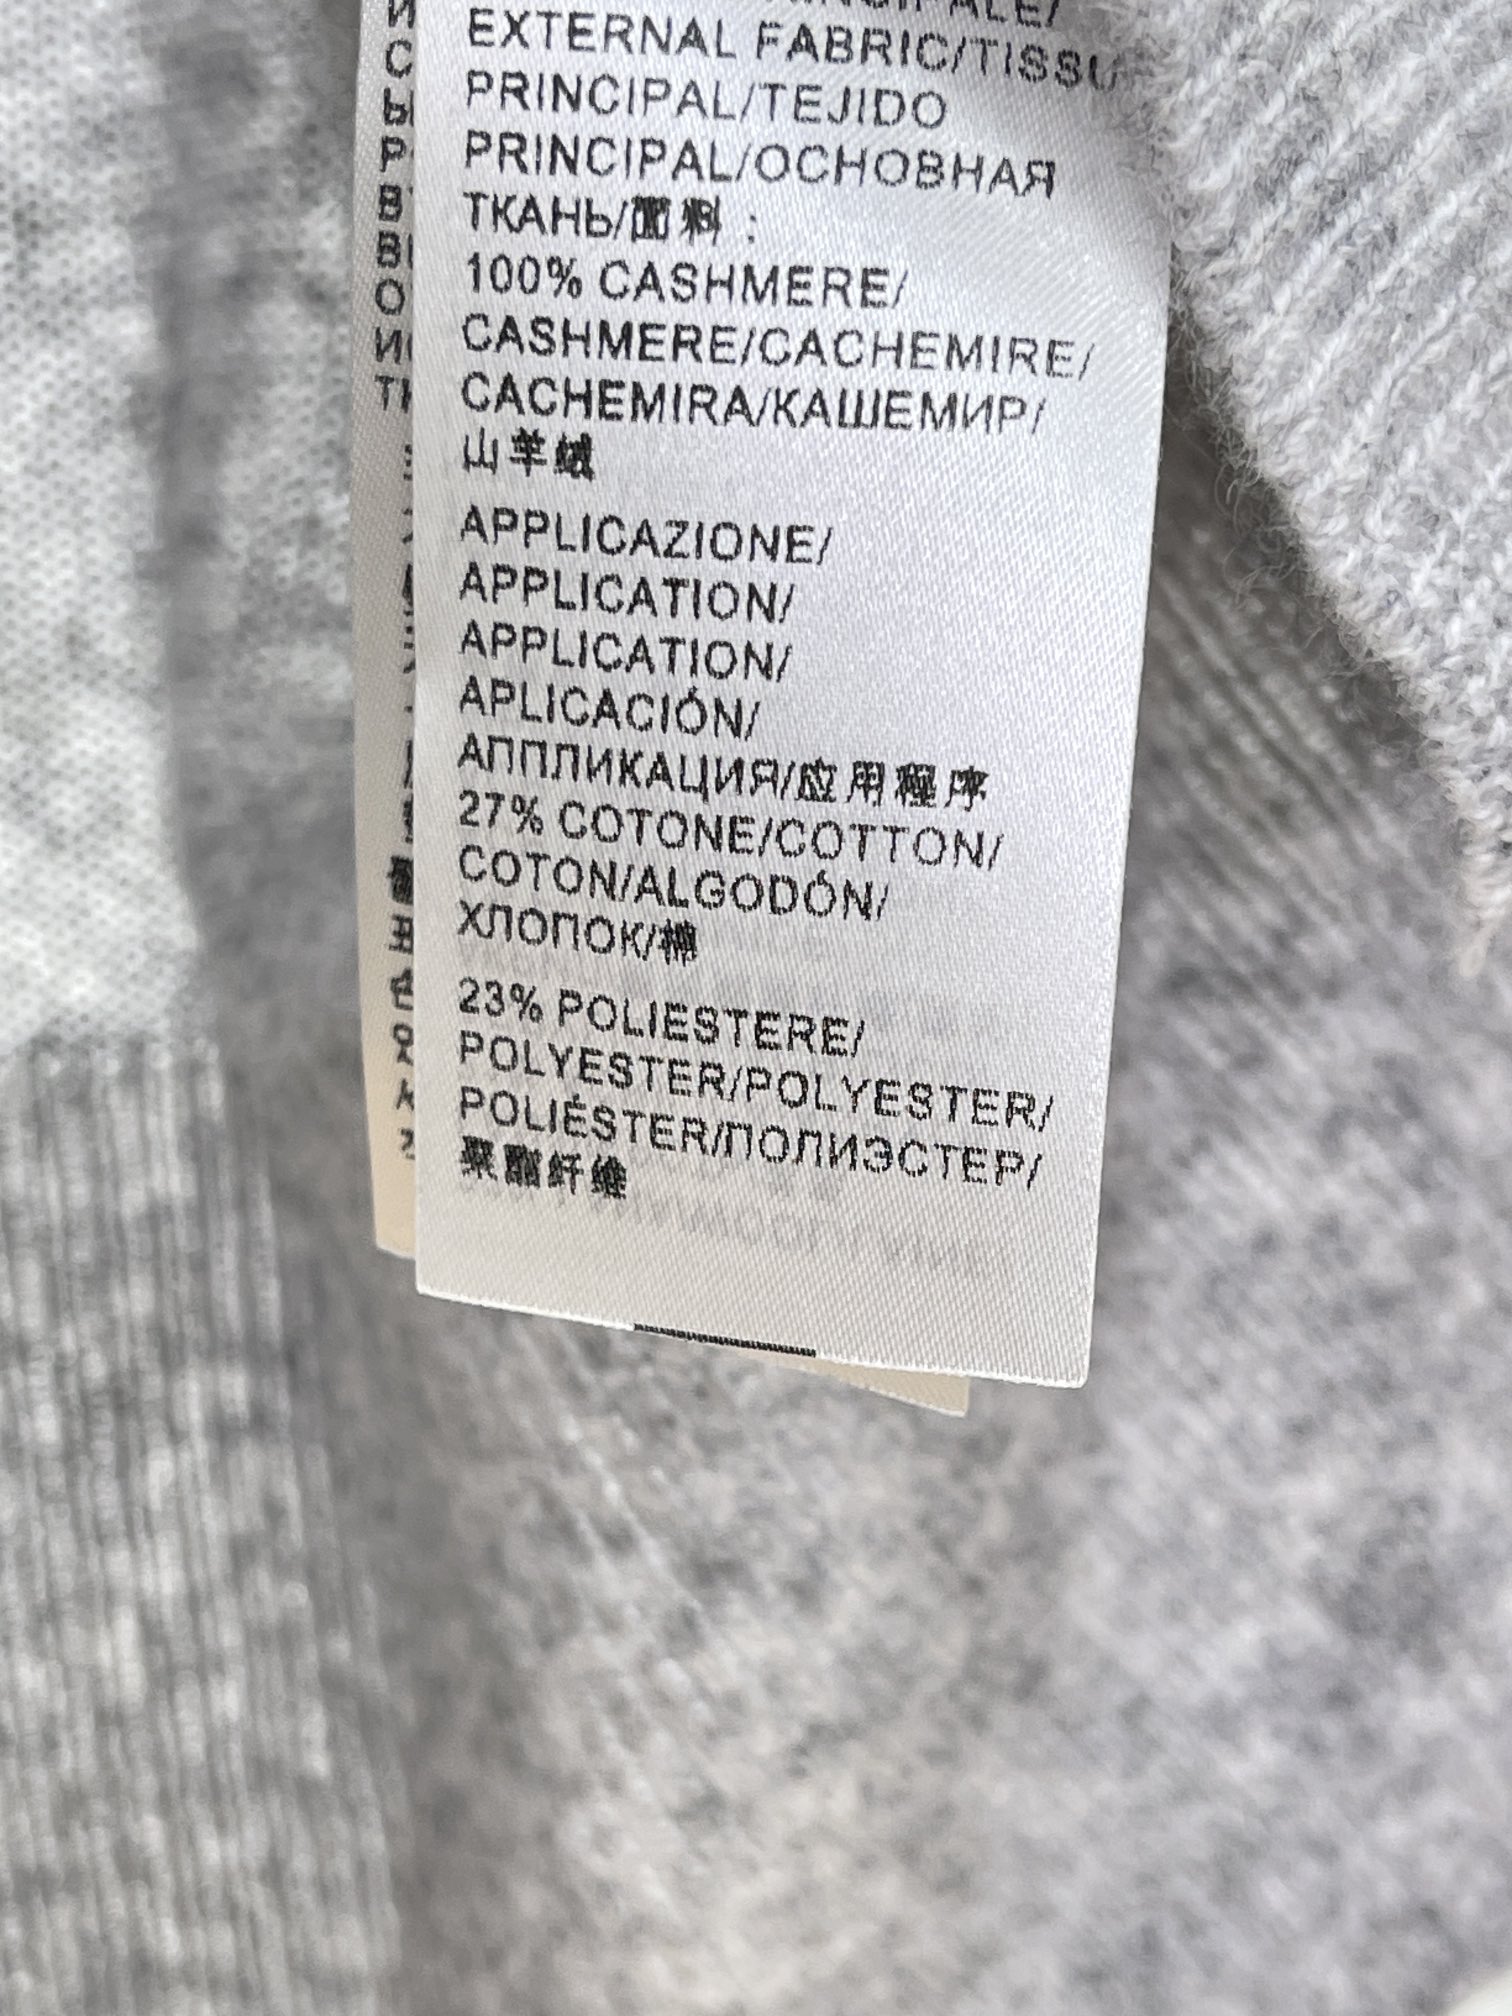 EXTERNAL FABRIC/TISSU
PRINCIPAL/TEJIDO
PRINCIPAL/ОСНОВНАЯ
ТКАНЬ/面料 :
100% CASHMERE/
CASHMERE/CACHEMIRE/
CACHEMIRA/КАШЕМИР/
山羊绒
APPLICAZIONE/
APPLICATION/
APPLICATION/
APLICACIÓN/
АППЛИКАЦИЯ/应用程序
27% COTONE/COTTON/
COTON/ALGODÓN/
ХЛОПОК/棉
23% POLIESTERE/
POLYESTER/POLYESTER/
POLIÉSTER/ПОЛИЭСТЕР/
聚酯纤维